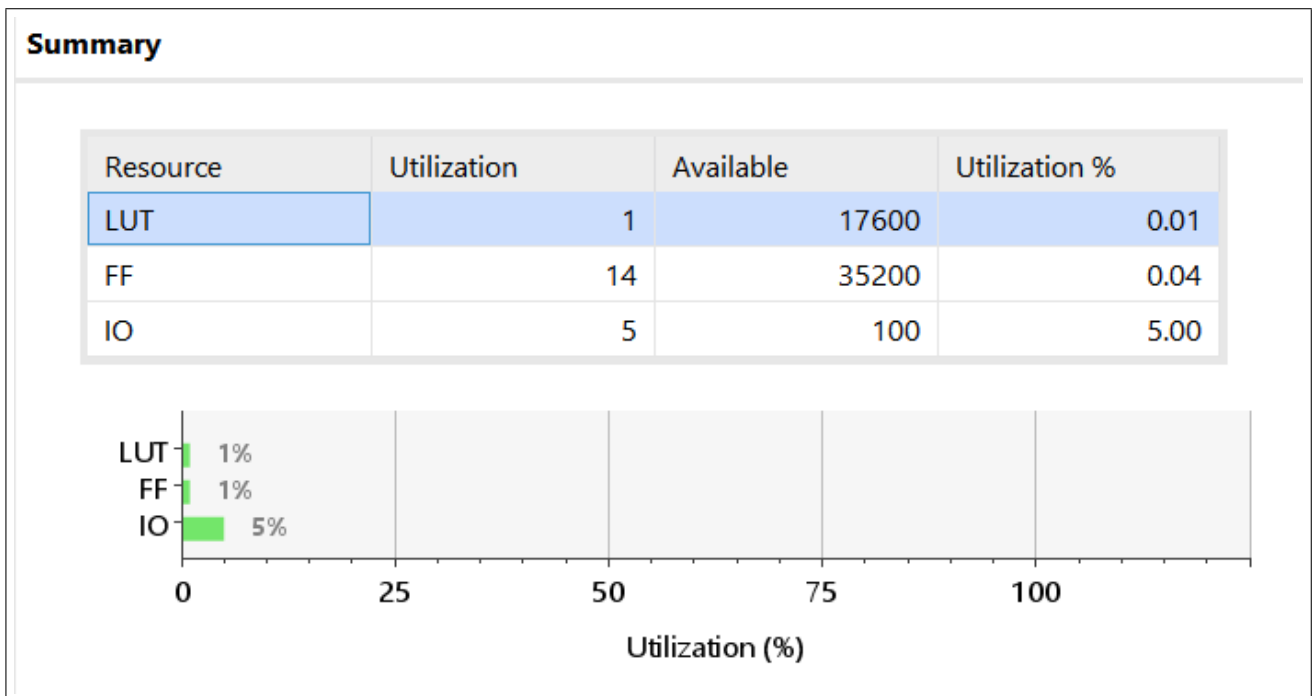 Summary
Resource Utilization Available Utilization %
LUT 1 17600 0.01
FF 14 35200 0.04
IO 5 100 5.00
LUT 1%
FF 1%
IO 5%
0 25 50 75 100
Utilization (%)